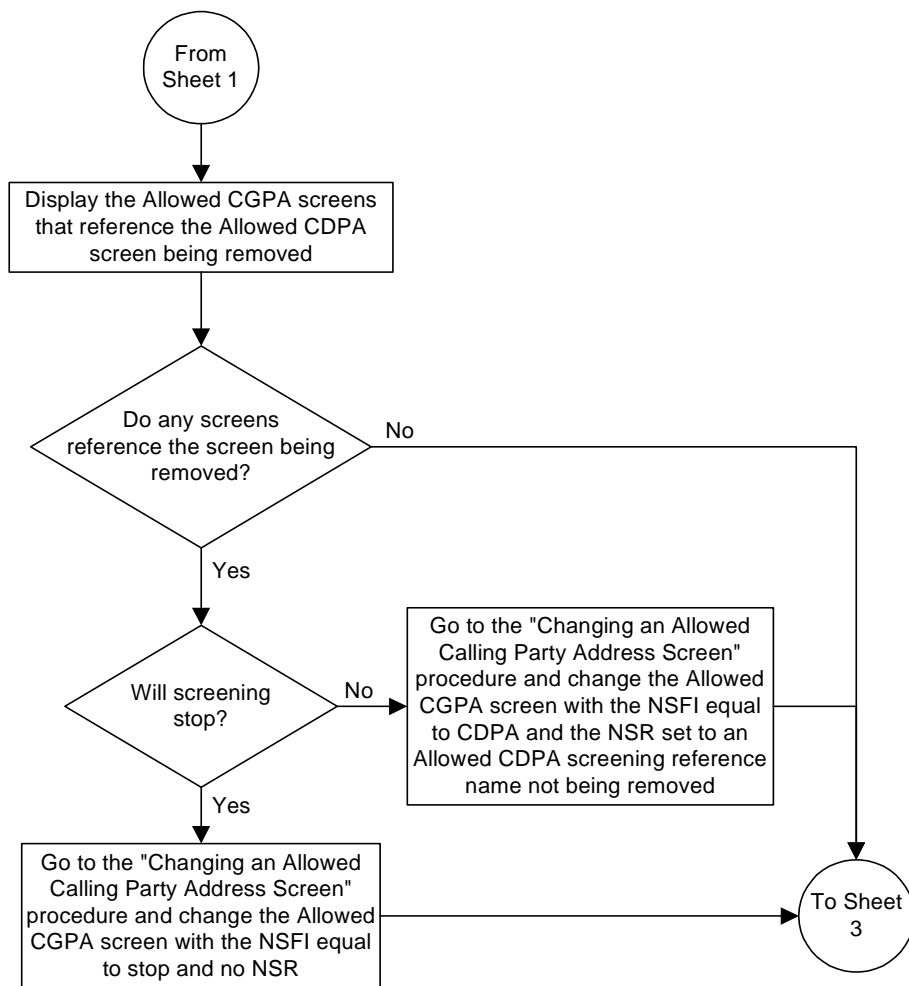 From
Sheet 1
Display the Allowed CGPA screens
that reference the Allowed CDPA
screen being removed
Do any screens
reference the screen being
removed?
No
Yes
Will screening
stop?
No
Go to the "Changing an Allowed
Calling Party Address Screen"
procedure and change the Allowed
CGPA screen with the NSFI equal
to CDPA and the NSR set to an
Allowed CDPA screening reference
name not being removed
Yes
Go to the "Changing an Allowed
Calling Party Address Screen"
procedure and change the Allowed
CGPA screen with the NSFI equal
to stop and no NSR
To Sheet
3